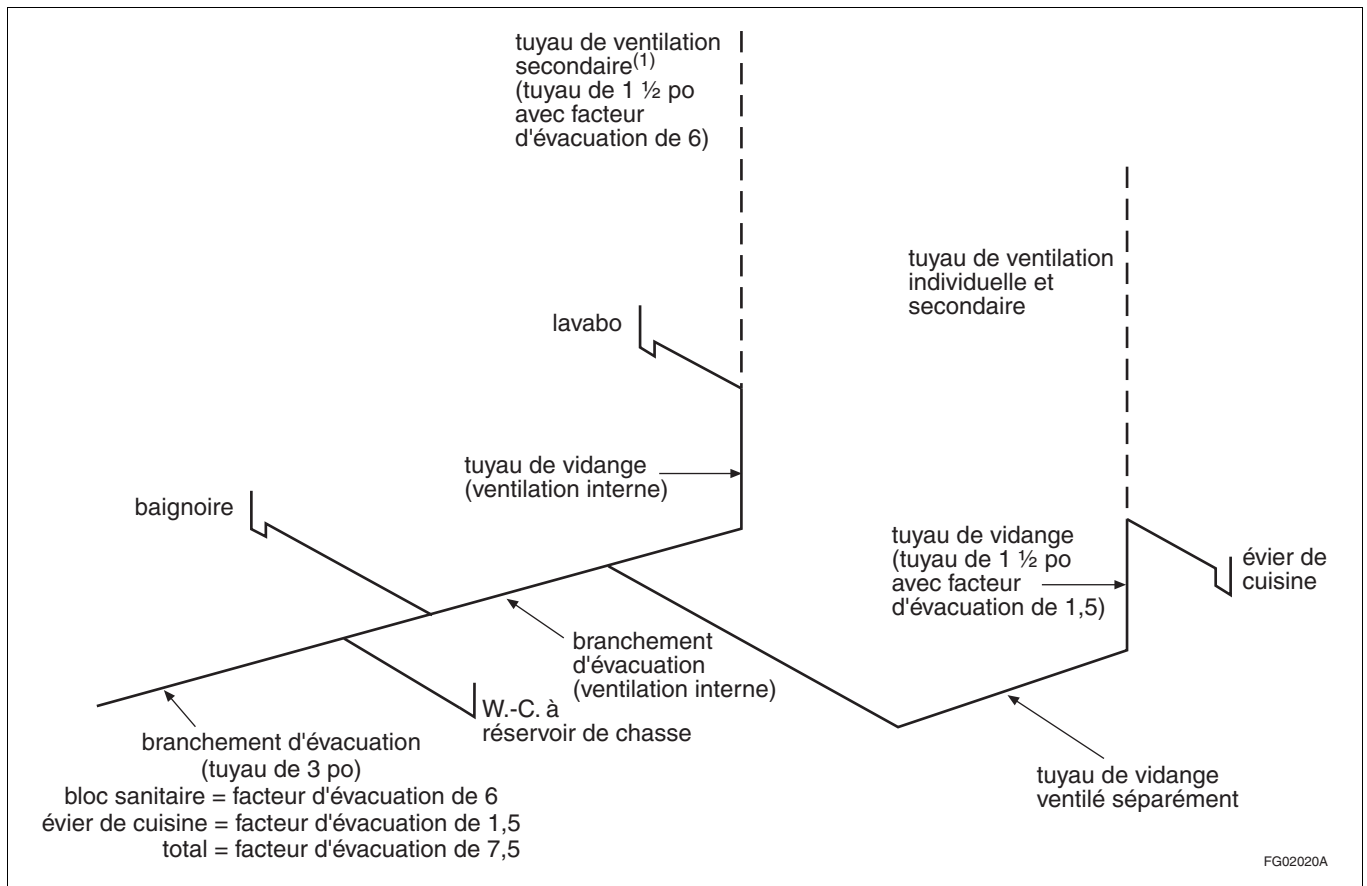 tuyau de ventilation
secondaire(1)
(tuyau de 1 ½ po
avec facteur
d'évacuation de 6)
tuyau de ventilation
individuelle et
secondaire
lavabo
tuyau de vidange
(ventilation interne)
baignoire
tuyau de vidange
(tuyau de 1 ½ po
avec facteur
d'évacuation de 1,5)
évier de
cuisine
branchement
d'évacuation
(ventilation interne)
W.-C. à
réservoir de chasse
branchement d'évacuation
(tuyau de 3 po)
bloc sanitaire = facteur d'évacuation de 6
évier de cuisine = facteur d'évacuation de 1,5
total = facteur d'évacuation de 7,5
tuyau de vidange
ventilé séparément
FG02020A